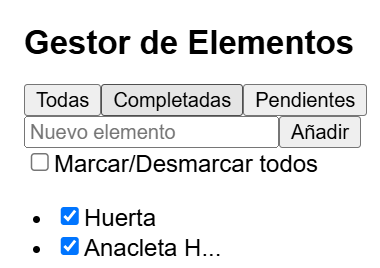 Gestor de Elementos
Todas Completadas Pendientes
Nuevo elemento Añadir
Marcar/Desmarcar todos
Huerta
Anacleta H...